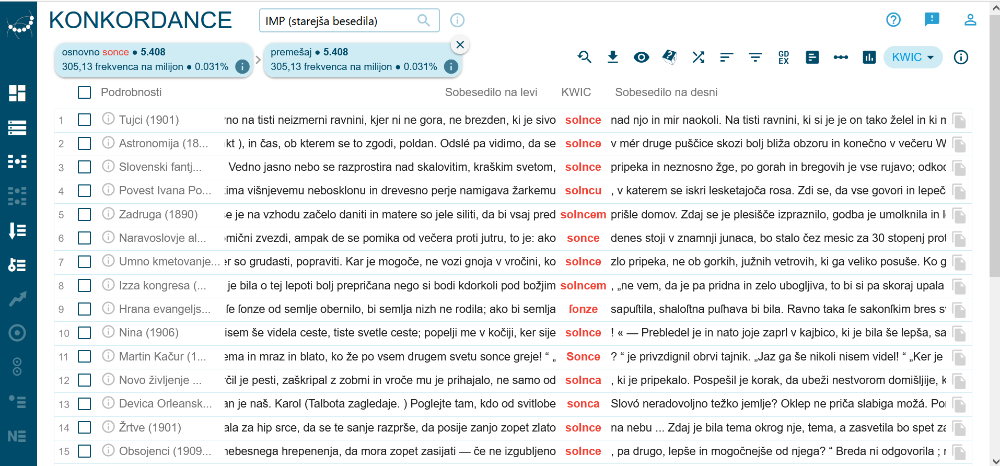 KONKORDANCE
IMP (starejša besedila)
osnovno sonce ● 5.408
305,13 frekvenca na milijon ● 0.031%
premešaj ● 5.408
305,13 frekvenca na milijon ● 0.031%
GD
EX
KWIC
Podrobnosti Sobesedilo na levi KWIC Sobesedilo na desni
1 Tujci (1901) no na tisti neizmerni ravnini, kjer ni ne gora, ne brezden, ki je sivo solnce nad njo in mir naokoli. Na tisti ravnini, ki si je je on tako želel in ki
2 Astronomija (18... kt ), in čas, ob kterem se to zgodi, poldan. Odslé pa vidimo, da se solnce v mér druge puščice skozi bolj bliža obzoru in konečno v večeru W
3 Slovenski fantj... Vedno jasno nebo se razprostira nad skalovitim, kraškim svetom, solnce pripeka in neznosno žge, po gorah in bregovih je vse rujavo; odkod
4 Povest Ivana Po... kima višnjevemu nebosklonu in drevesno perje namigava žarkemu solncu , v katerem se iskri lesketajoča rosa. Zdi se, da vse govori in lepeč
5 Zadruga (1890) se je na vzhodu začelo daniti in matere so jele siliti, da bi vsaj pred solncem prišle domov. Zdaj se je plesišče izpraznilo, godba je umolknila in
6 Naravoslovje al... omični zvezdi, ampak de se pomika od večera proti jutru, to je: ako sonce denes stoji v znamnji junaca, bo stalo čez mesic za 30 stopenj prot
7 Umno kmetovanje... er so grudasti, popraviti. Kar je mogoče, ne vozi gnoja v vročini, ko solnce zlo pripeka, ne ob gorkih, južnih vetrovih, ki ga veliko posuše. Ko g
8 Izza kongresa (... je bila o tej lepoti bolj prepričana nego si bodi kdorkoli pod božjim solncem , „ne vem, da je pa pridna in zelo ubogljiva, to bi si pa skoraj upala
9 Hrana evangeljs... ſe ſonze od semlje obernilo, bi semlja nizh ne rodila; ako bi semlja ſonze sapuſtila, shaloſtna puſhava bi bila. Ravno taka ſe sakonſkim bres
10 Nina (1906) isem še videla ceste, tiste svetle ceste; popelji me v kočiji, ker sije solnce ! « — Prebledel je in nato joje zaprl v kajbico, ki je bila še lepša, sa
11 Martin Kačur (1... ema in mraz in blato, ko že po vsem drugem svetu sonce greje! “ „ Sonce ? “ je privzdignil obrvi tajnik. „Jaz ga še nikoli nisem videl! “ „Ker je
12 Novo življenje ... rčil je pesti, zaškripal z zobmi in vroče mu je prihajalo, ne samo od solnca , ki je pripekalo. Pospešil je korak, da ubeži nestvorom domišljije, k
13 Devica Orleansk... an je naš. Karol (Talbota zagledaje. ) Poglejte tam, kdo od svitlobe sonca Slovó neradovoljno težko jemlje? Oklep ne priča slabiga možá.
14 Žrtve (1901) ala za hip srce, da se te sanje razprše, da posije zanjo zopet zlato solnce na nebu ... Zdaj je bila tema okrog nje, tema, a zasvetila bo spet za
15 Obsojenci (1909... nebesnega hrepenenja, da mora zopet zasijati — če ne izgubljeno solnce , pa drugo, lepše in mogočnejše od njega? “ Breda ni odgovorila ;
NE